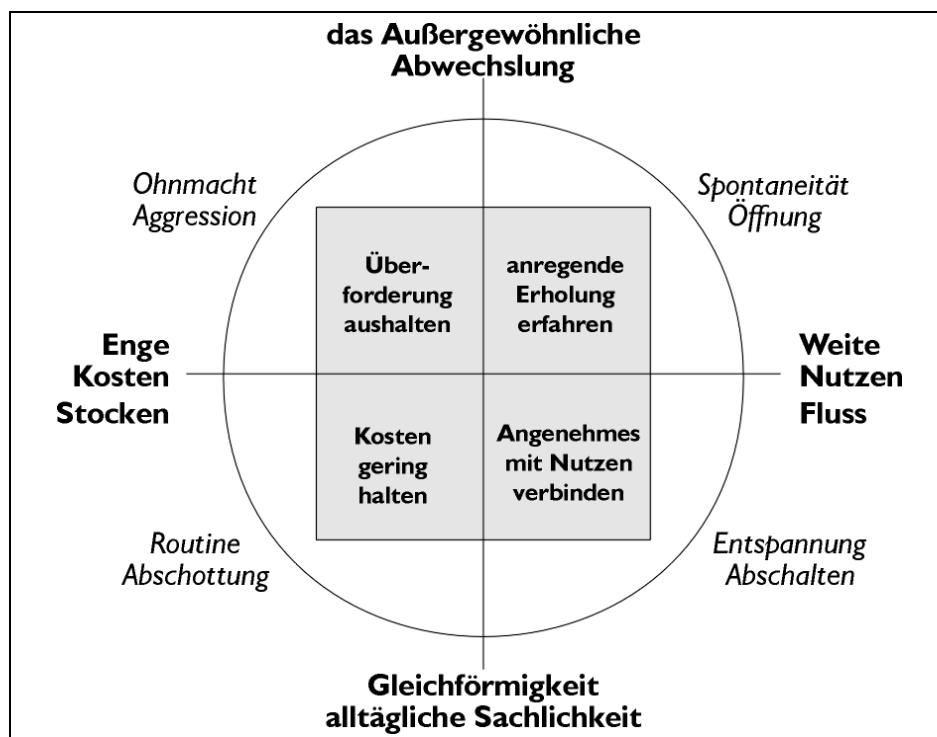 das Außergewöhnliche
Abwechslung
Ohnmacht
Aggression
Spontaneität
Öffnung
Über-
forderung
aushalten
anregende
Erholung
erfahren
Enge
Kosten
Stocken
Weite
Nutzen
Fluss
Kosten
gering
halten
Angenehmes
mit Nutzen
verbinden
Routine
Abschottung
Entspannung
Abschalten
Gleichförmigkeit
alltägliche Sachlichkeit